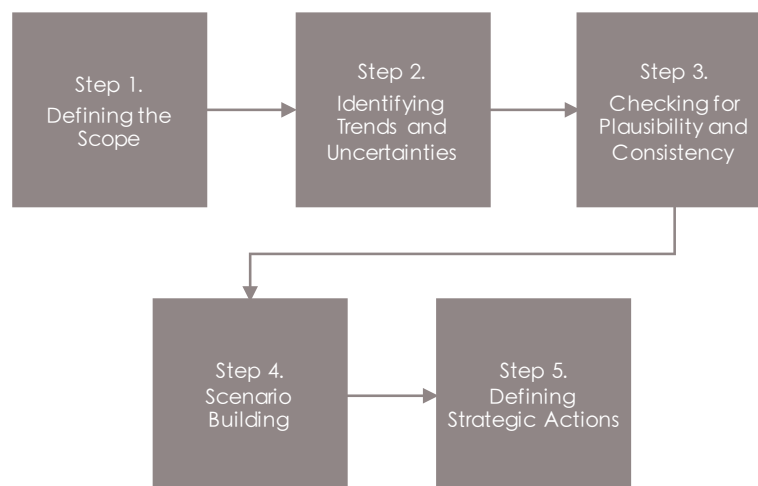 Step 1.
Defining the
Scope
Step 2.
Identifying
Trends and
Uncertainties
Step 3.
Checking for
Plausibility and
Consistency
Step 4.
Scenario
Building
Step 5.
Defining
Strategic Actions